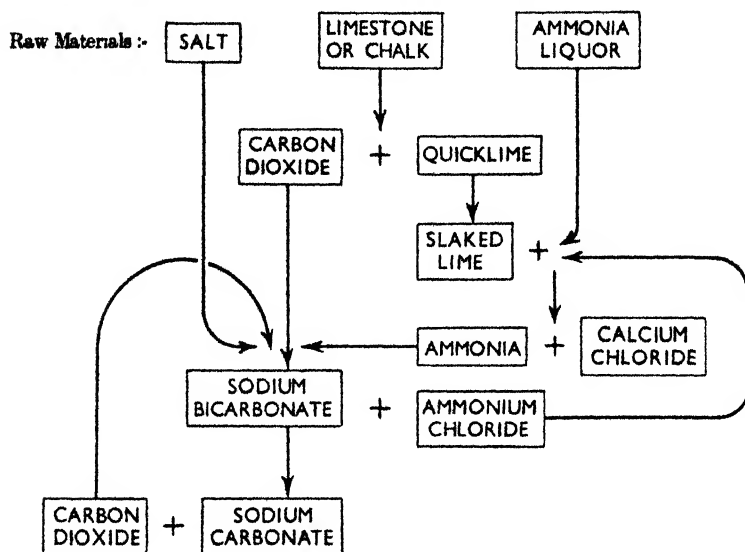 Raw Materials :-
SALT
LIMESTONE
OR CHALK
AMMONIA
LIQUOR
CARBON
DIOXIDE
+
QUICKLIME
SLAKED
LIME
+
AMMONIA
+
CALCIUM
CHLORIDE
SODIUM
BICARBONATE
+
AMMONIUM
CHLORIDE
CARBON
DIOXIDE
+
SODIUM
CARBONATE